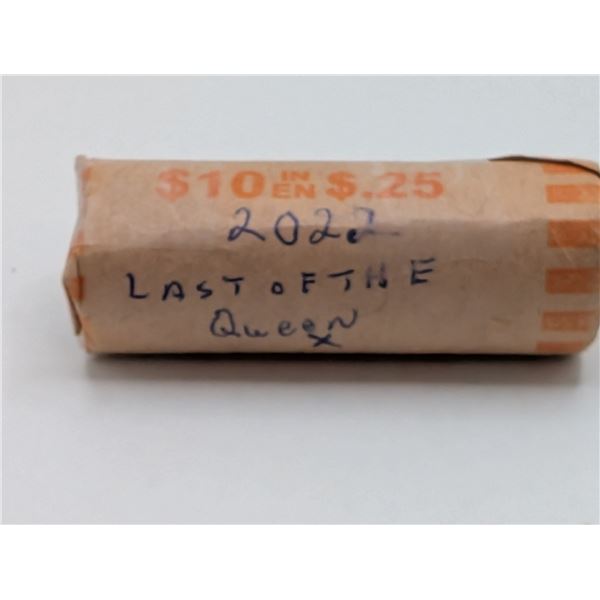 $10 IN EN $.25
2022
LAST OF THE
Queen
x